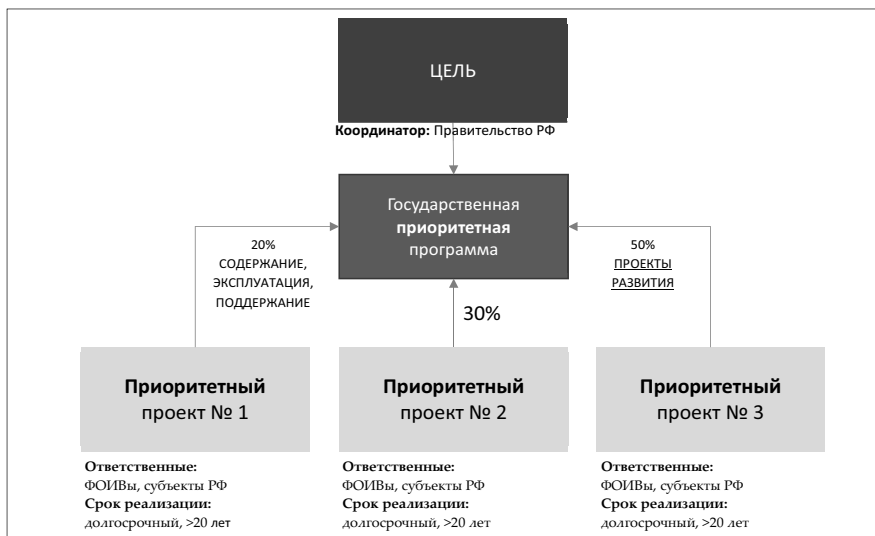 ЦЕЛЬ
Координатор: Правительство РФ
Государственная
приоритетная
программа
20%
СОДЕРЖАНИЕ,
ЭКСПЛУАТАЦИЯ,
ПОДДЕРЖАНИЕ
30%
50%
ПРОЕКТЫ
РАЗВИТИЯ
Приоритетный
проект № 1
Приоритетный
проект № 2
Приоритетный
проект № 3
Ответственные:
ФОИВы, субъекты РФ
Срок реализации:
долгосрочный, >20 лет
Ответственные:
ФОИВы, субъекты РФ
Срок реализации:
долгосрочный, >20 лет
Ответственные:
ФОИВы, субъекты РФ
Срок реализации:
долгосрочный, >20 лет